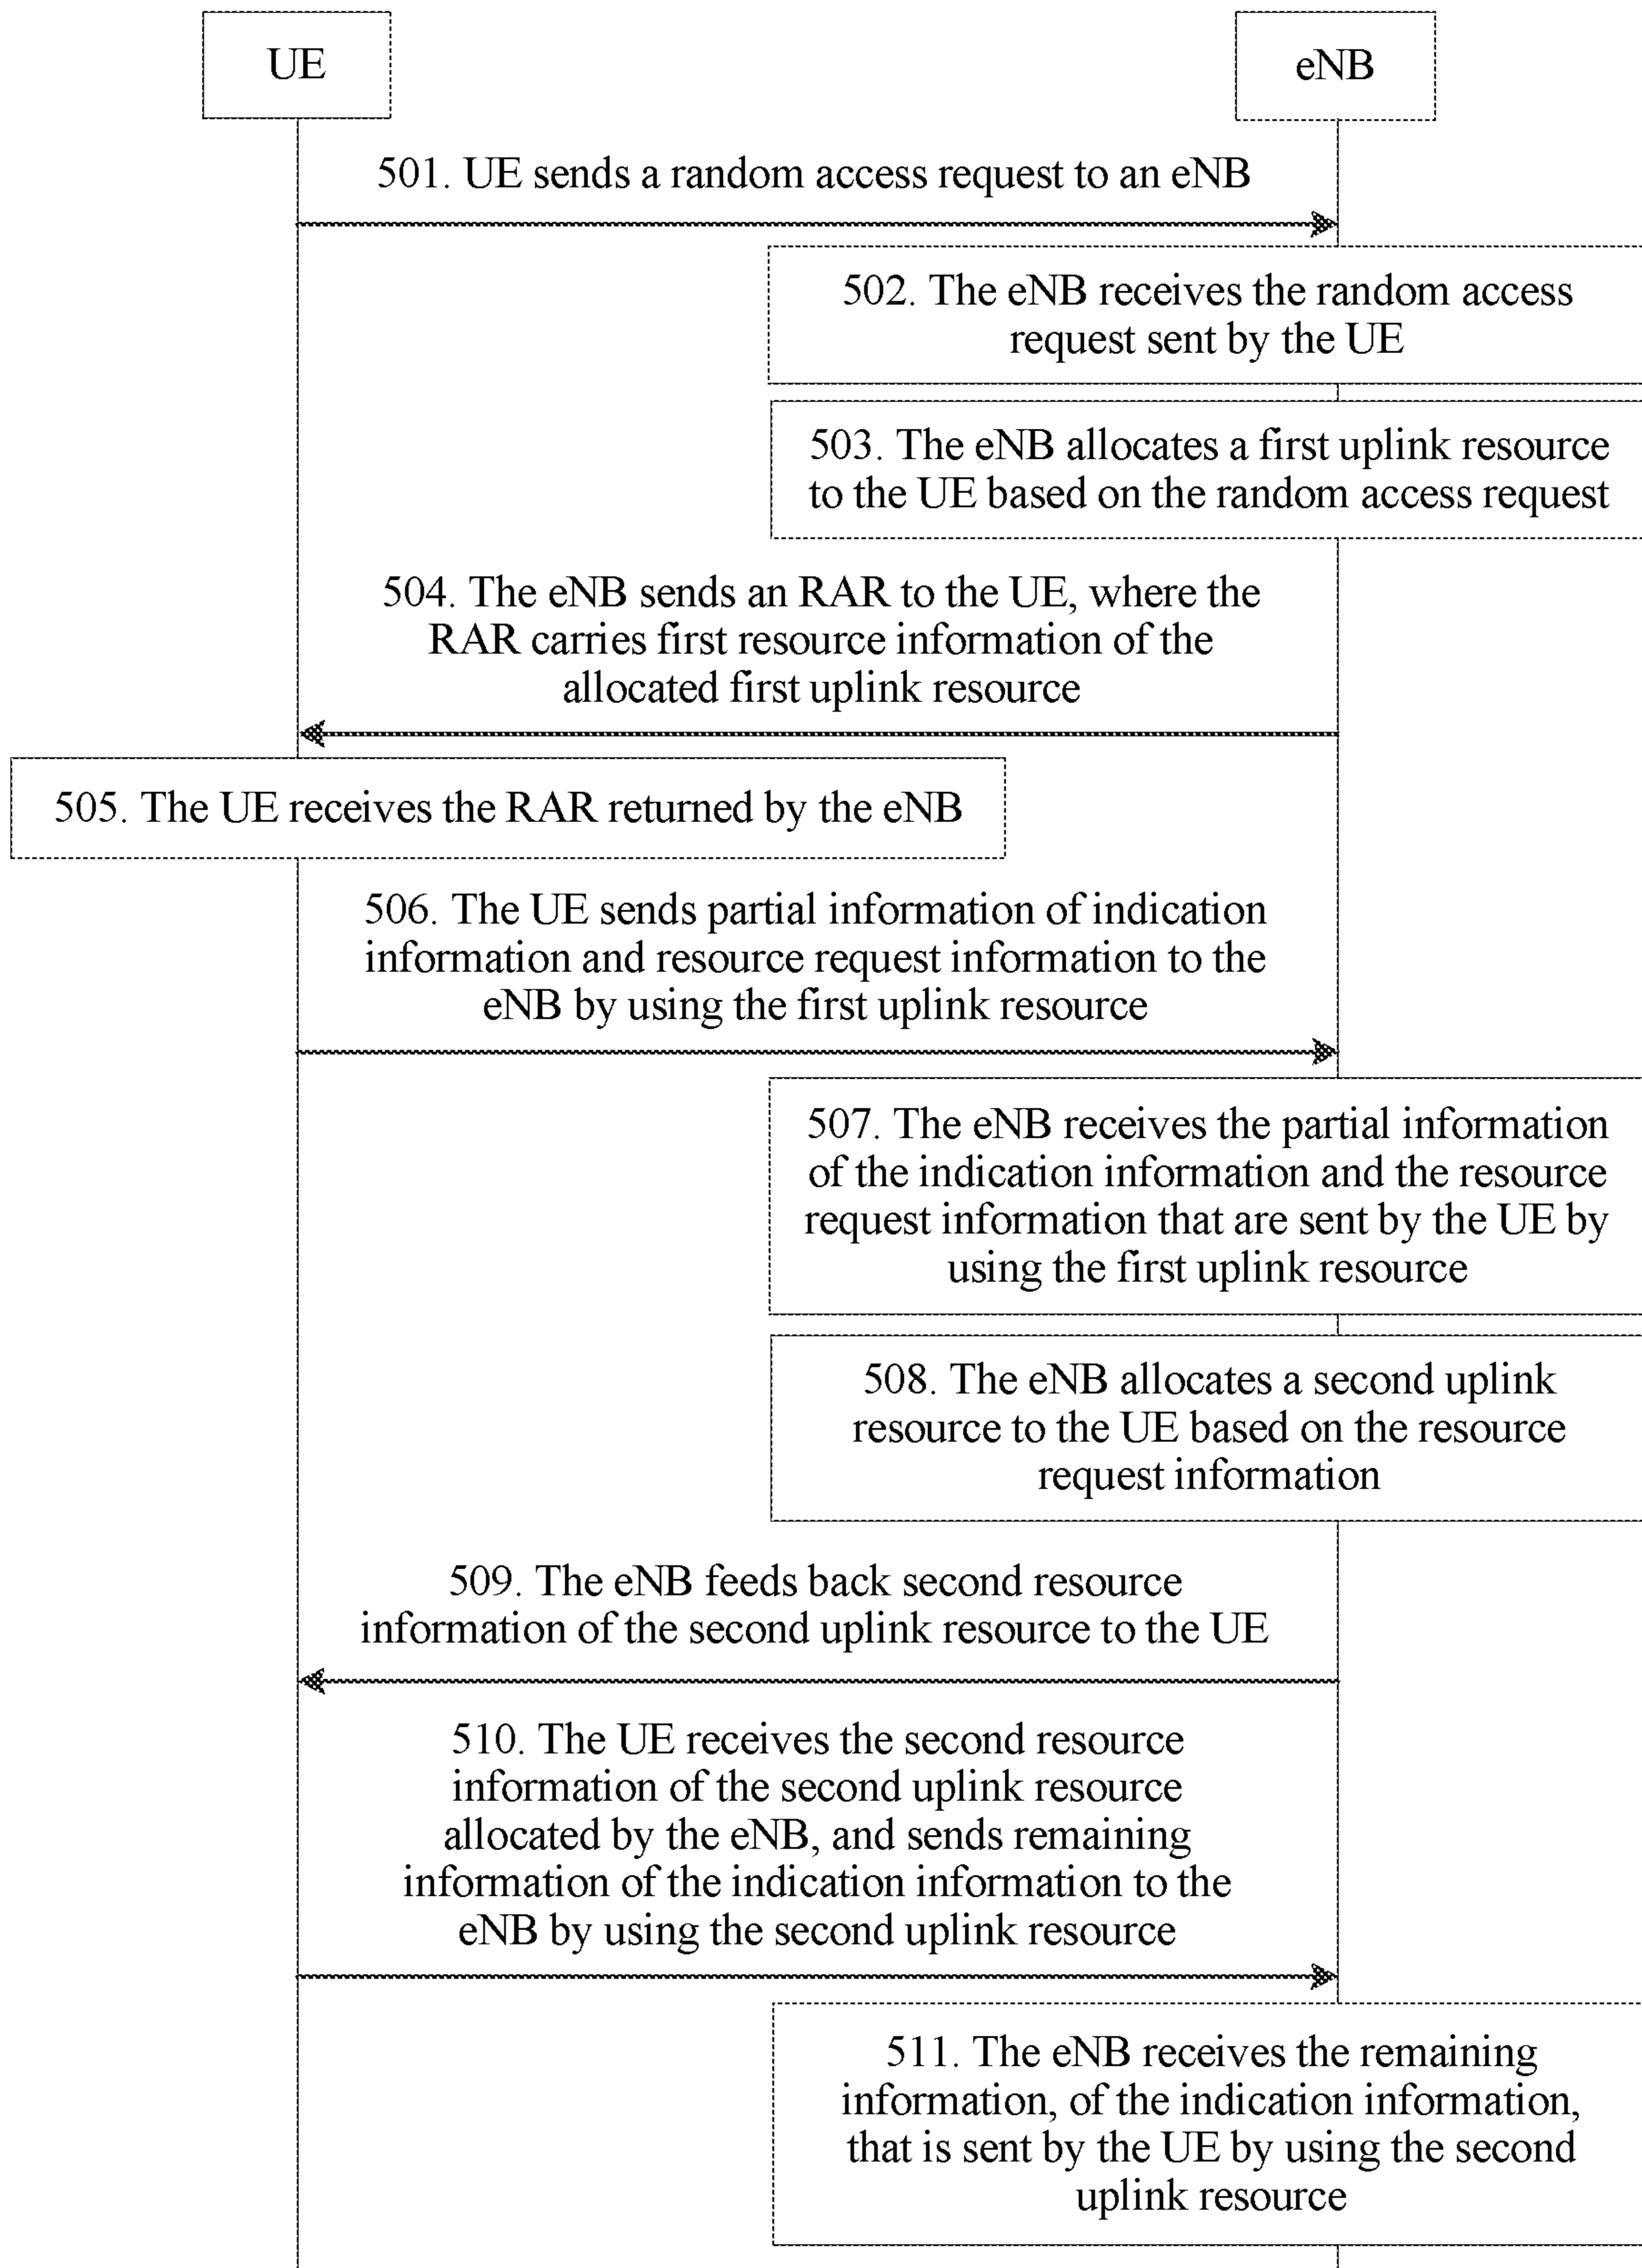 UE
eNB
501. UE sends a random access request to an eNB
502. The eNB receives the random access
request sent by the UE
503. The eNB allocates a first uplink resource
to the UE based on the random access request
504. The eNB sends an RAR to the UE, where the
RAR carries first resource information of the
allocated first uplink resource
505. The UE receives the RAR returned by the eNB
506. The UE sends partial information of indication
information and resource request information to the
eNB by using the first uplink resource
507. The eNB receives the partial information
of the indication information and the resource
request information that are sent by the UE by
using the first uplink resource
508. The eNB allocates a second uplink
resource to the UE based on the resource
request information
509. The eNB feeds back second resource
information of the second uplink resource to the UE
510. The UE receives the second resource
information of the second uplink resource
allocated by the eNB, and sends remaining
information of the indication information to the
eNB by using the second uplink resource
511. The eNB receives the remaining
information, of the indication information,
that is sent by the UE by using the second
uplink resource